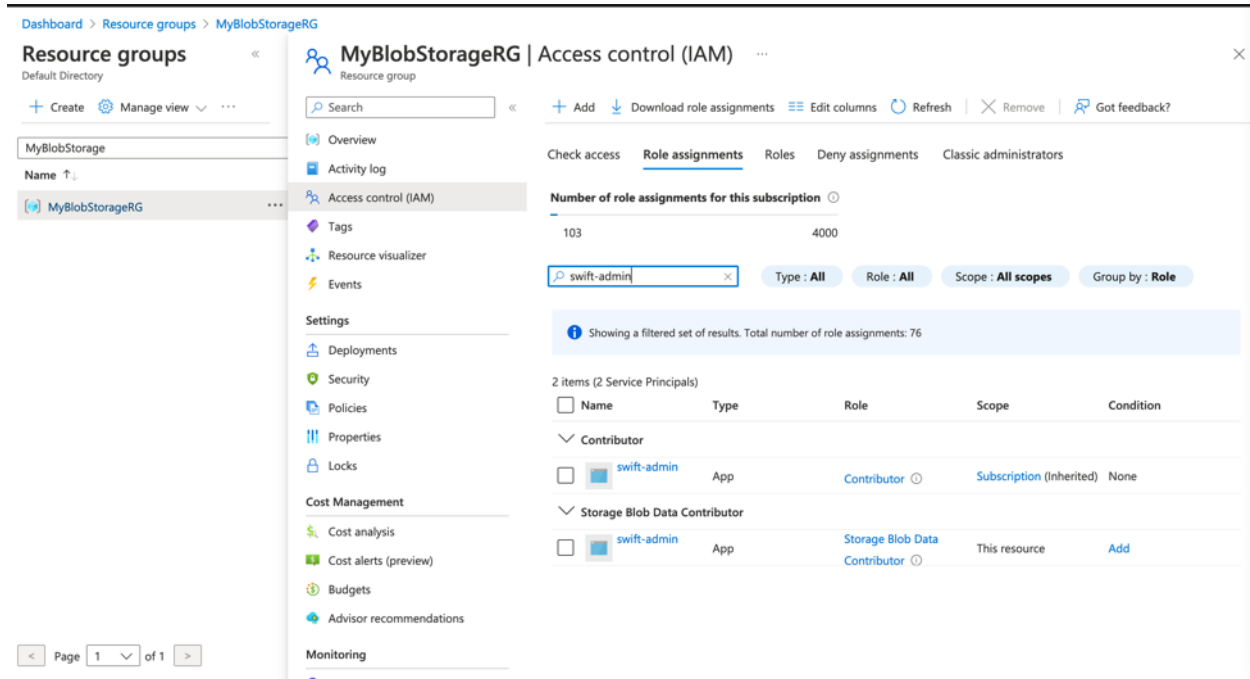 Dashboard > Resource groups > MyBlobStorageRG
Resource groups «
Default Directory
+ Create Manage view ···
MyBlobStorage
Name ↑↓
MyBlobStorageRG ···
< Page 1 of 1 >
MyBlobStorageRG | Access control (IAM) ···
Resource group
Search «
Overview
Activity log
Access control (IAM)
Tags
Resource visualizer
Events
Settings
Deployments
Security
Policies
Properties
Locks
Cost Management
Cost analysis
Cost alerts (preview)
Budgets
Advisor recommendations
Monitoring
+ Add Download role assignments Edit columns Refresh Remove Got feedback?
Check access Role assignments Roles Deny assignments Classic administrators
Number of role assignments for this subscription
103 4000
swift-admin Type : All Role : All Scope : All scopes Group by : Role
Showing a filtered set of results. Total number of role assignments: 76
2 items (2 Service Principals)
Name Type Role Scope Condition
Contributor
swift-admin App Contributor Subscription (Inherited) None
Storage Blob Data Contributor
swift-admin App Storage Blob Data This resource Add
Contributor